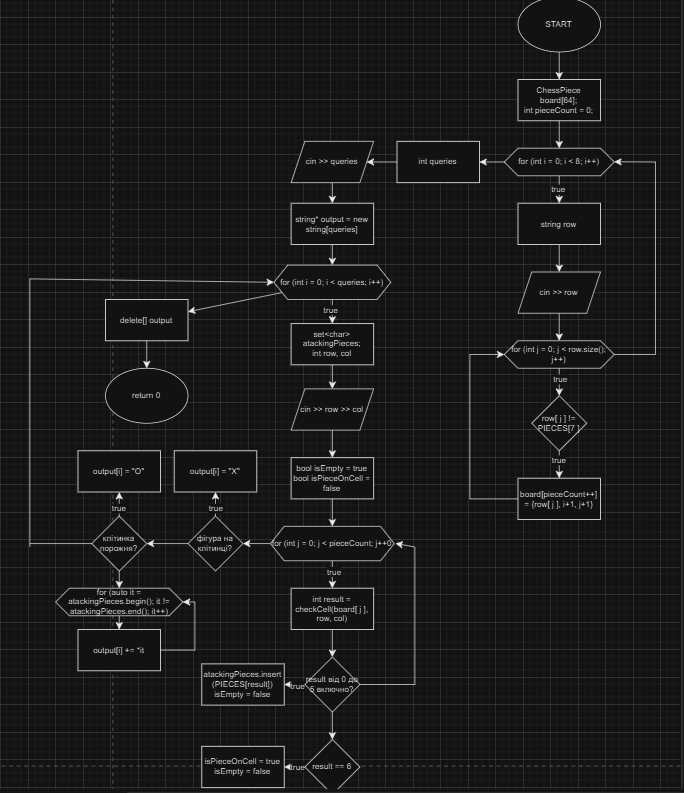 START
ChessPiece
board[64];
int pieceCount = 0;
for (int i = 0; i < 8; i++)
int queries
cin >> queries
true
string row
string* output = new
string[queries]
cin >> row
for (int i = 0; i < queries; i++)
delete[] output
true
set<char>
atackingPieces;
int row, col
for (int j = 0; j < row.size();
j++)
true
return 0
cin >> row >> col
row[ j ] !=
PIECES[7 ]
true
output[i] = "O"
output[i] = "X"
bool isEmpty = true
bool isPieceOnCell =
false
board[pieceCount++]
= {row[ j ], i+1, j+1}
true
true
клітинка
порожня?
фігура на
клітинці?
for (int j = 0; j < pieceCount; j++0
true
for (auto it =
atackingPieces.begin(); it !=
atackingPieces.end(); it++)
int result =
checkCell(board[ j ],
row, col)
output[i] += *it
atackingPieces.insert
(PIECES[result])
isEmpty = false
true
result від 0 до
5 включно?
isPieceOnCell = true
isEmpty = false
true
result == 6